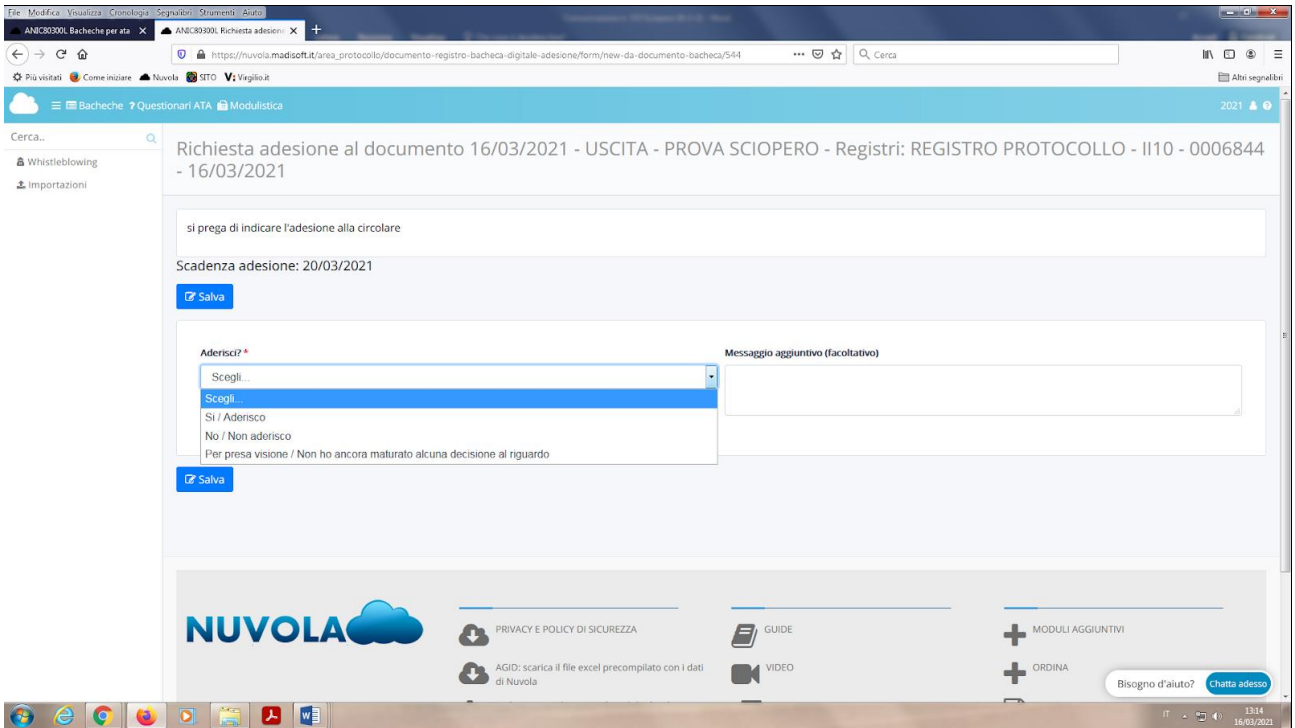 File Modifica Visualizza Cronologia Segnalibri Strumenti Aiuto
ANIC80300L Bacheche per ata X
ANIC80300L Richiesta adesione X +
https://nuvola.madisoft.it/area_protocollo/documento-registro-bacheca-digitale-adesione/form/new-da-documento-bacheca/544
Cerca
Più visitati Come iniziare Nuvola SITO Virgilio.it Altri segnalibri
Bacheche ? Questionari ATA Modulistica 2021
Cerca..
Whistleblowing
Importazioni
Richiesta adesione al documento 16/03/2021 - USCITA - PROVA SCIOPERO - Registri: REGISTRO PROTOCOLLO - II10 - 0006844
- 16/03/2021
si prega di indicare l'adesione alla circolare
Scadenza adesione: 20/03/2021
Salva
Aderisci? *
Scegli...
Scegli...
Si / Aderisco
No / Non aderisco
Per presa visione / Non ho ancora maturato alcuna decisione al riguardo
Messaggio aggiuntivo (facoltativo)
Salva
NUVOLA
PRIVACY E POLICY DI SICUREZZA
AGID: scarica il file excel precompilato con i dati
di Nuvola
GUIDE
VIDEO
MODULI AGGIUNTIVI
ORDINA
Bisogno d'aiuto? Chatta adesso
IT 13:14
16/03/2021